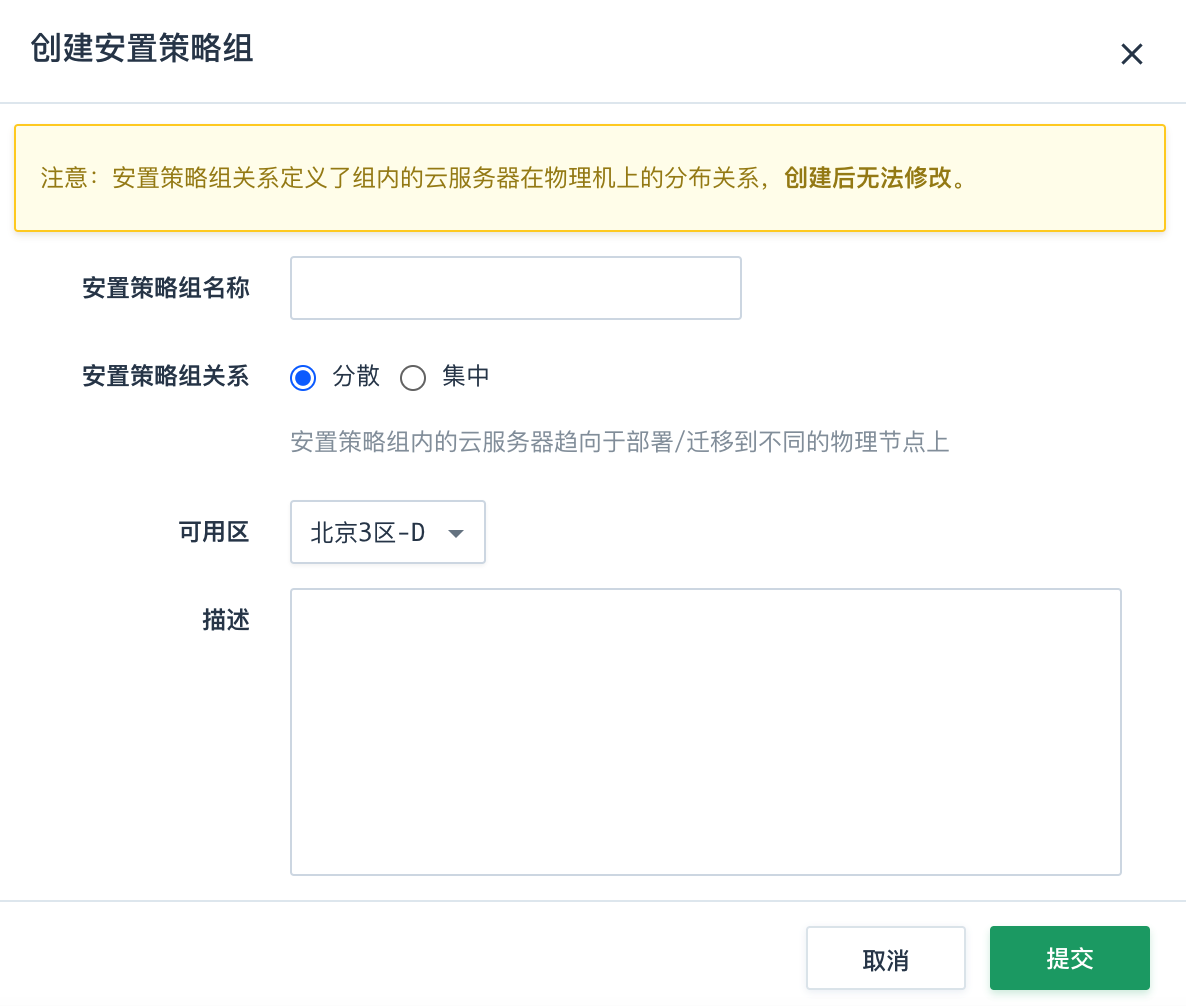 创建安置策略组
注意：安置策略组关系定义了组内的云服务器在物理机上的分布关系，创建后无法修改。
安置策略组名称
安置策略组关系 分散 集中
安置策略组内的云服务器趋向于部署/迁移到不同的物理节点上
可用区 北京3区-D
描述
取消 提交